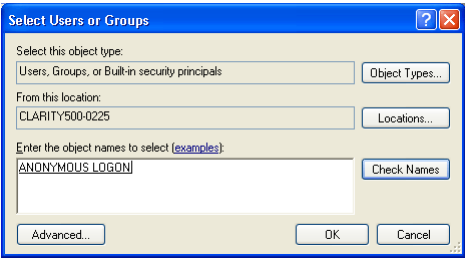 Select Users or Groups
Select this object type:
Users, Groups, or Built-in security principals
Object Types...
From this location:
CLARITY500-0225
Locations...
Enter the object names to select (examples):
ANONYMOUS LOGON
Check Names
Advanced...
OK
Cancel